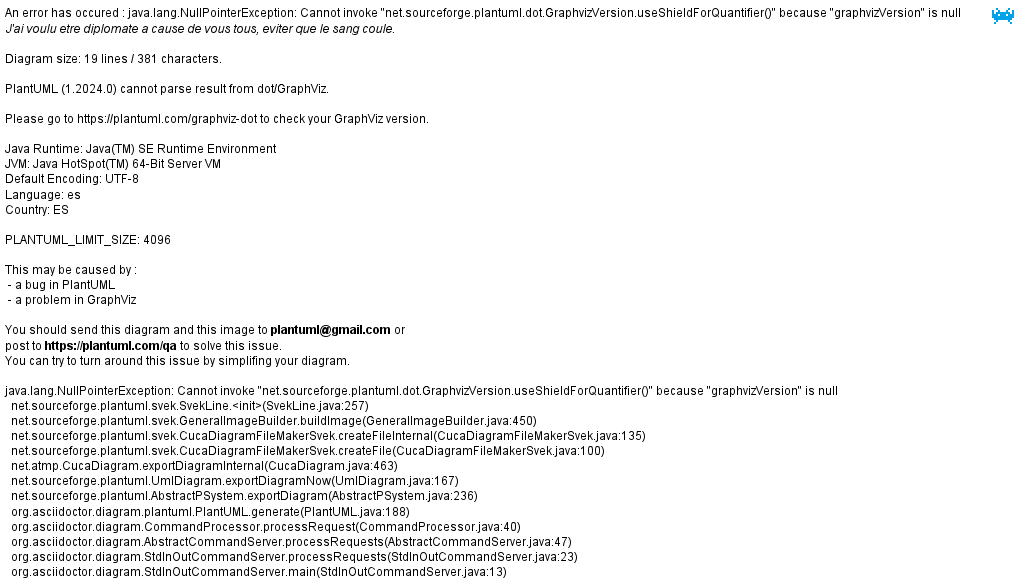 An error has occured : java.lang.NullPointerException: Cannot invoke "net.sourceforge.plantuml.dot.GraphvizVersion.useShieldForQuantifier()" because "graphvizVersion" is null
J'ai voulu etre diplomate a cause de vous tous, eviter que le sang coule.
Diagram size: 19 lines / 381 characters.
PlantUML (1.2024.0) cannot parse result from dot/GraphViz.
Please go to https://plantuml.com/graphviz-dot to check your GraphViz version.
Java Runtime: Java(TM) SE Runtime Environment
JVM: Java HotSpot(TM) 64-Bit Server VM
Default Encoding: UTF-8
Language: es
Country: ES
PLANTUML_LIMIT_SIZE: 4096
This may be caused by :
- a bug in PlantUML
- a problem in GraphViz
You should send this diagram and this image to plantuml@gmail.com or
post to https://plantuml.com/qa to solve this issue.
You can try to turn around this issue by simplifing your diagram.
java.lang.NullPointerException: Cannot invoke "net.sourceforge.plantuml.dot.GraphvizVersion.useShieldForQuantifier()" because "graphvizVersion" is null
net.sourceforge.plantuml.svek.SvekLine.<init>(SvekLine.java:257)
net.sourceforge.plantuml.svek.GeneralImageBuilder.buildImage(GeneralImageBuilder.java:450)
net.sourceforge.plantuml.svek.CucaDiagramFileMakerSvek.createFileInternal(CucaDiagramFileMakerSvek.java:135)
net.sourceforge.plantuml.svek.CucaDiagramFileMakerSvek.createFile(CucaDiagramFileMakerSvek.java:100)
net.atmp.CucaDiagram.exportDiagramInternal(CucaDiagram.java:463)
net.sourceforge.plantuml.UmlDiagram.exportDiagramNow(UmlDiagram.java:167)
net.sourceforge.plantuml.AbstractPSystem.exportDiagram(AbstractPSystem.java:236)
org.asciidoctor.diagram.plantuml.PlantUML.generate(PlantUML.java:188)
org.asciidoctor.diagram.CommandProcessor.processRequest(CommandProcessor.java:40)
org.asciidoctor.diagram.AbstractCommandServer.processRequests(AbstractCommandServer.java:47)
org.asciidoctor.diagram.StdInOutCommandServer.processRequests(StdInOutCommandServer.java:23)
org.asciidoctor.diagram.StdInOutCommandServer.main(StdInOutCommandServer.java:13)